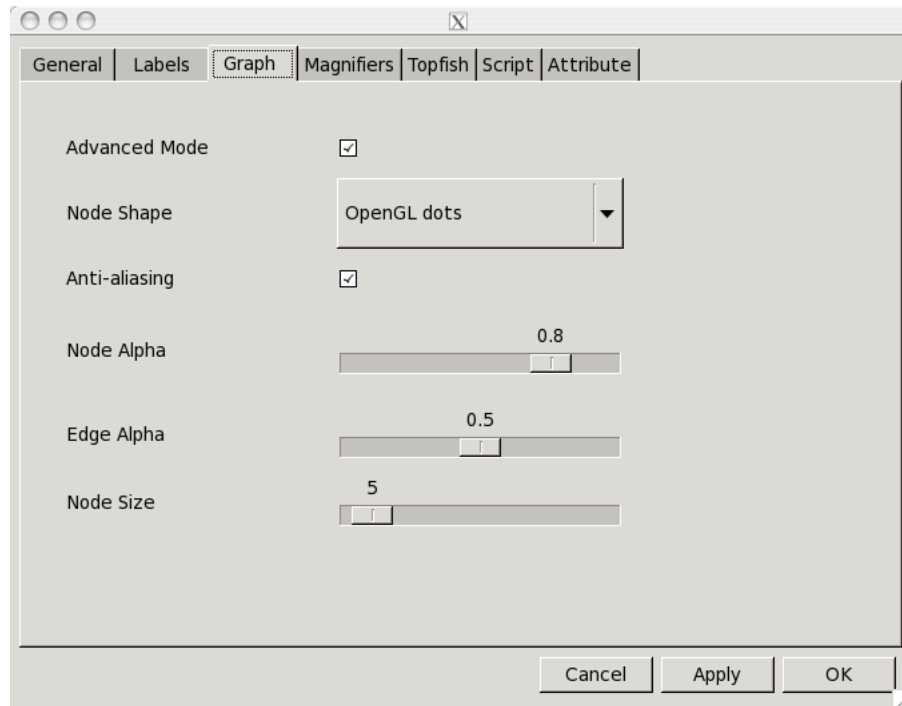 X
General Labels Graph Magnifiers Topfish Script Attribute
Advanced Mode
Node Shape OpenGL dots
Anti-aliasing
0.8
Node Alpha
0.5
Edge Alpha
5
Node Size
Cancel Apply OK